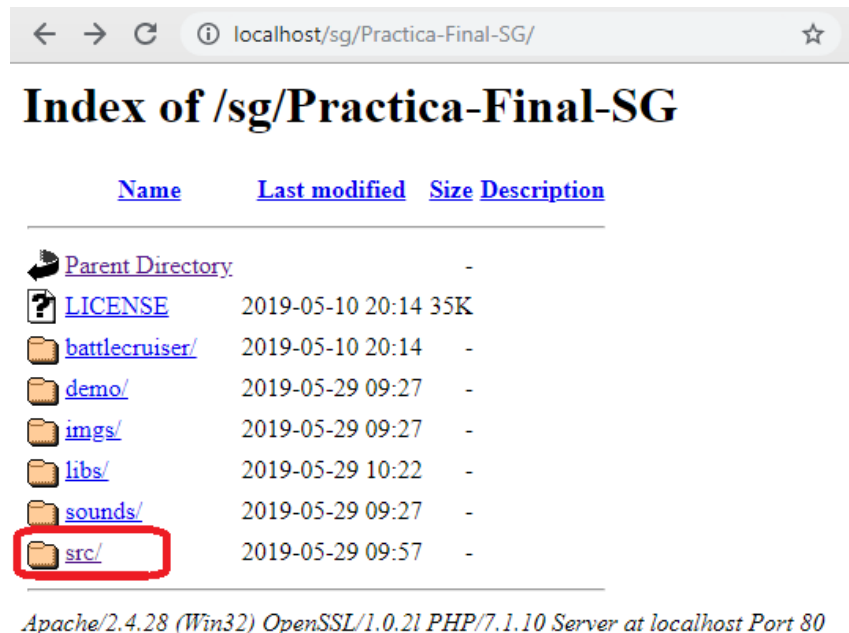 localhost/sg/Practica-Final-SG/
Index of /sg/Practica-Final-SG
Name Last modified Size Description
Parent Directory -
LICENSE 2019-05-10 20:14 35K
battlecruiser/ 2019-05-10 20:14 -
demo/ 2019-05-29 09:27 -
imgs/ 2019-05-29 09:27 -
libs/ 2019-05-29 10:22 -
sounds/ 2019-05-29 09:27 -
src/ 2019-05-29 09:57 -
Apache/2.4.28 (Win32) OpenSSL/1.0.2l PHP/7.1.10 Server at localhost Port 80